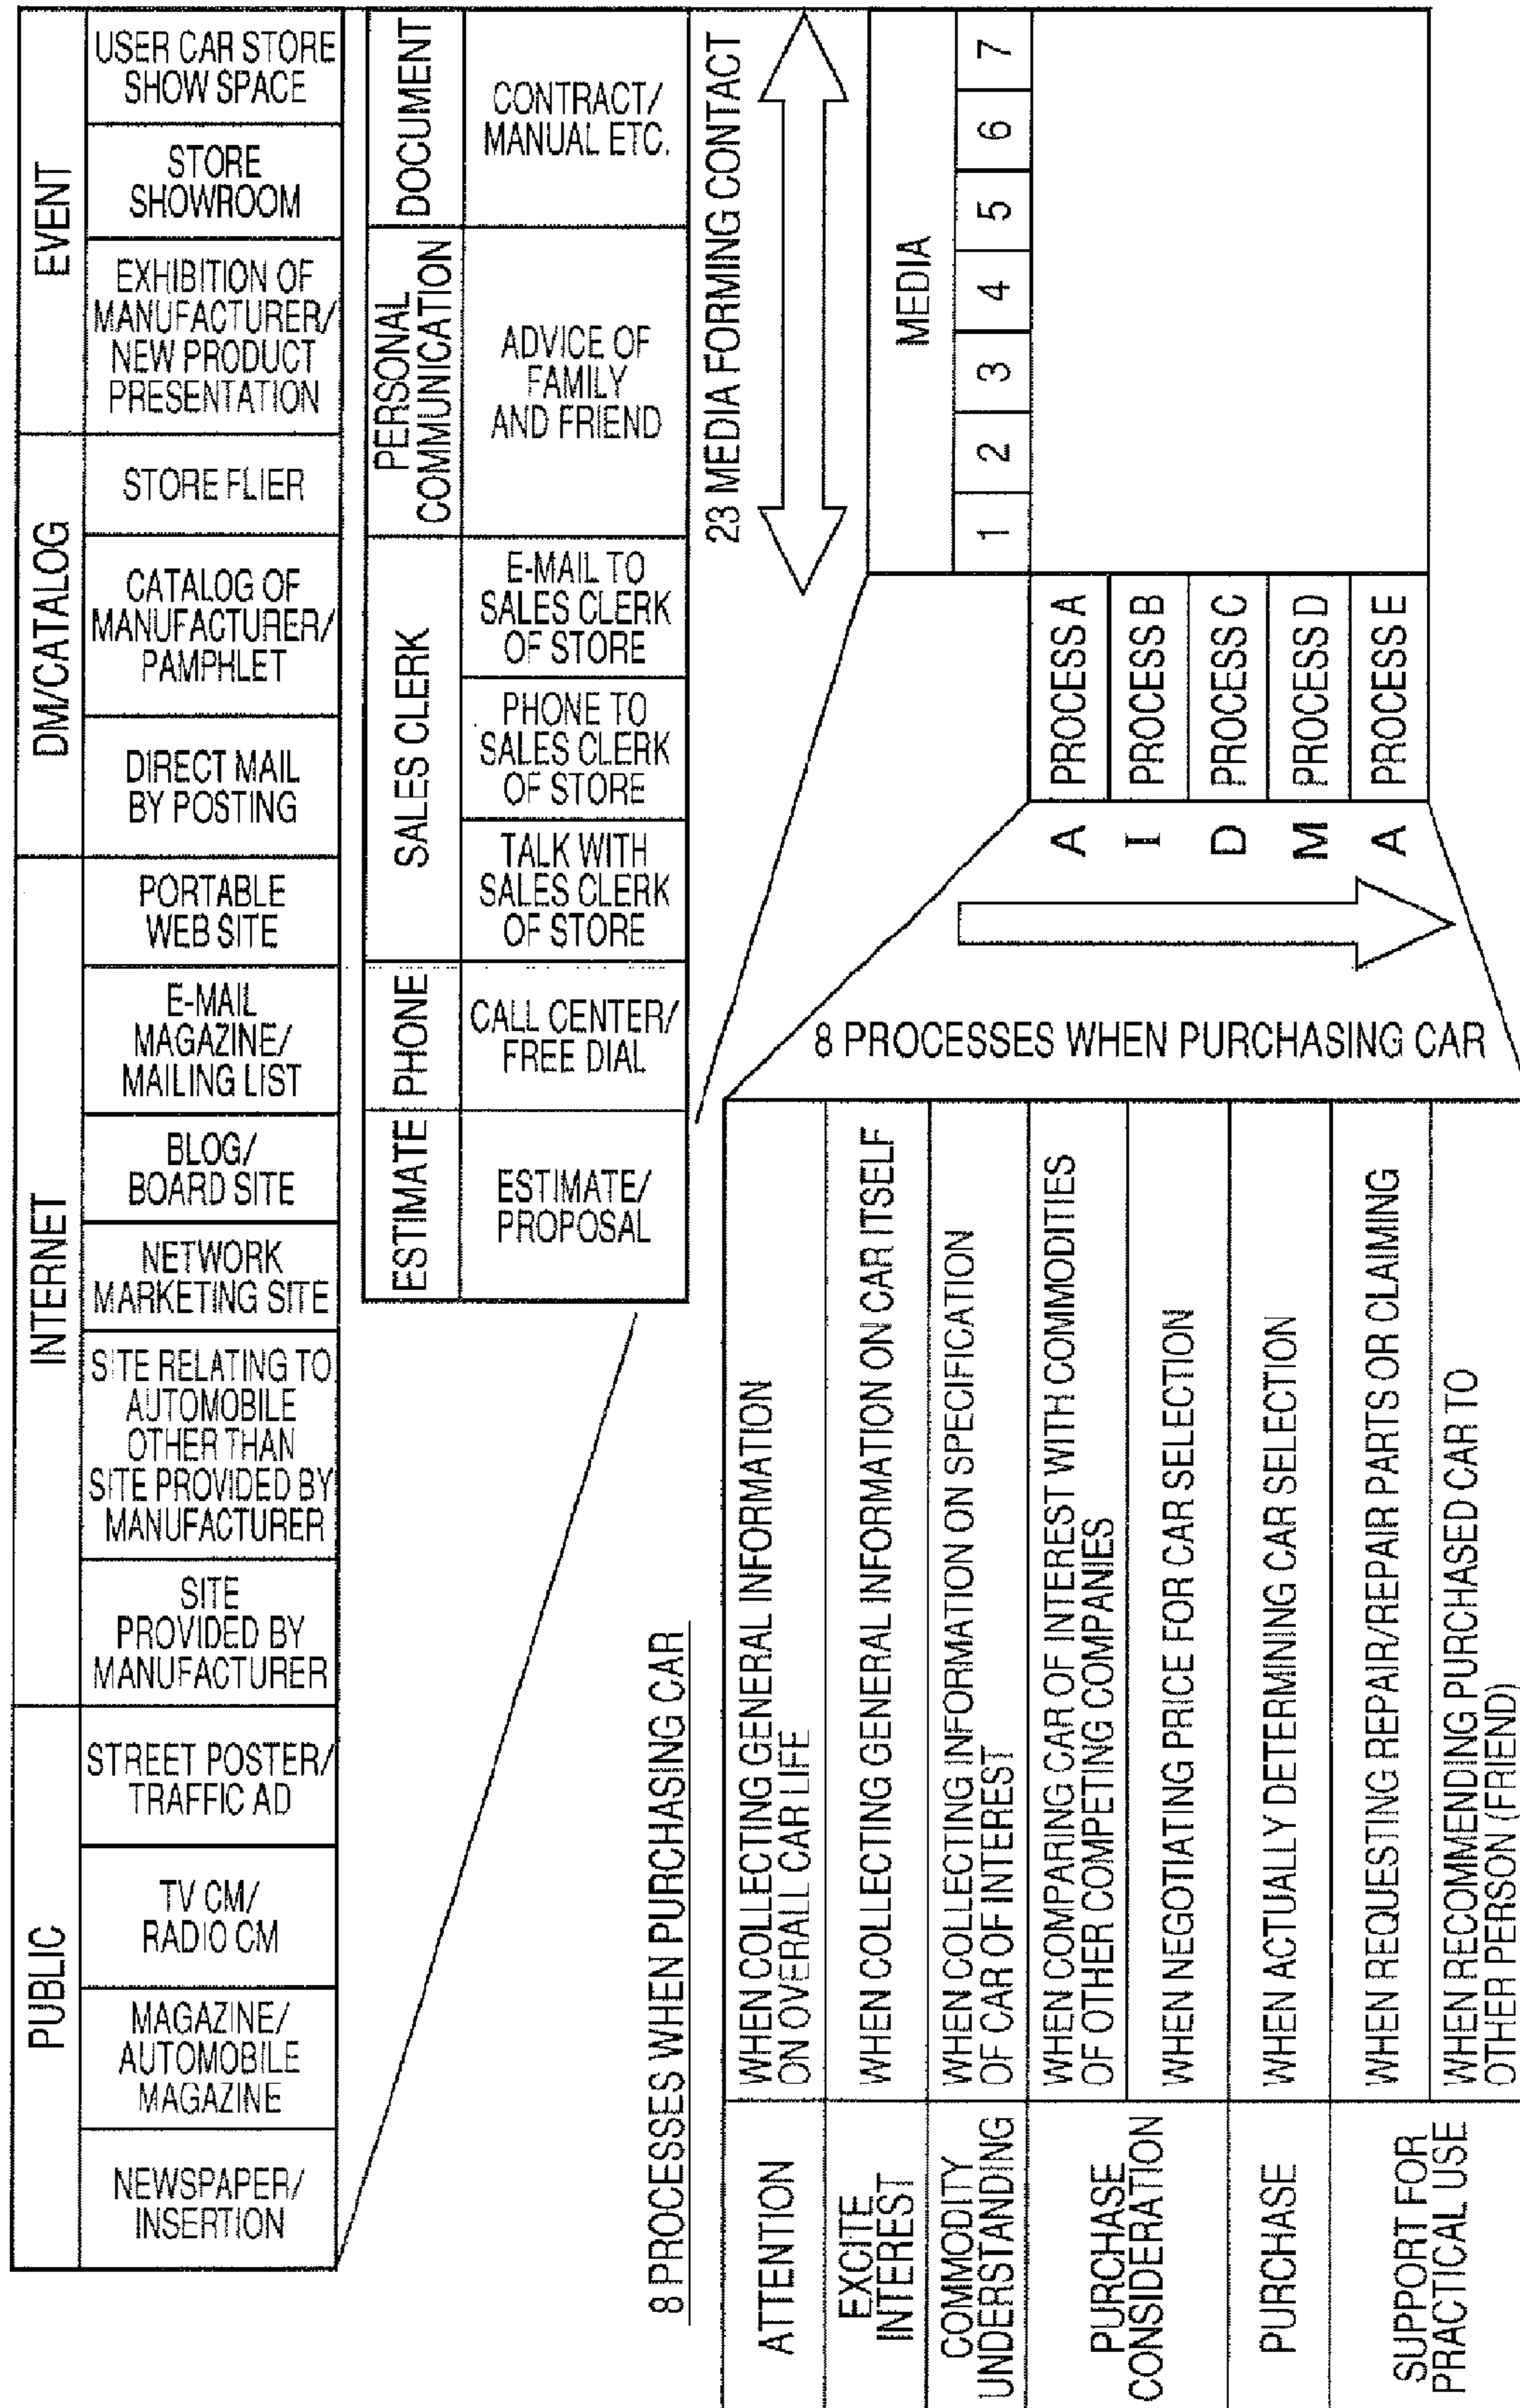 PUBLIC
INTERNET
DM/CATALOG
EVENT
NEWSPAPER/
INSERTION
MAGAZINE/
AUTOMOBILE
MAGAZINE
TV CM/
RADIO CM
STREET POSTER/
TRAFFIC AD
SITE
PROVIDED BY
MANUFACTURER
SITE RELATING TO
AUTOMOBILE
OTHER THAN
SITE PROVIDED BY
MANUFACTURER
NETWORK
MARKETING SITE
BLOG/
BOARD SITE
E-MAIL
MAGAZINE/
MAILING LIST
PORTABLE
WEB SITE
DIRECT MAIL
BY POSTING
CATALOG OF
MANUFACTURER/
PAMPHLET
STORE FLIER
EXHIBITION OF
MANUFACTURER/
NEW PRODUCT
PRESENTATION
STORE
SHOWROOM
USER CAR STORE
SHOW SPACE
ESTIMATE
PHONE
SALES CLERK
PERSONAL
COMMUNICATION
DOCUMENT
ESTIMATE/
PROPOSAL
CALL CENTER/
FREE DIAL
TALK WITH
SALES CLERK
OF STORE
PHONE TO
SALES CLERK
OF STORE
E-MAIL TO
SALES CLERK
OF STORE
ADVICE OF
FAMILY
AND FRIEND
CONTRACT/
MANUAL ETC.
23 MEDIA FORMING CONTACT
MEDIA
1 2 3 4 5 6 7
A PROCESS A
I PROCESS B
D PROCESS C
M PROCESS D
A PROCESS E
8 PROCESSES WHEN PURCHASING CAR
8 PROCESSES WHEN PURCHASING CAR
ATTENTION
WHEN COLLECTING GENERAL INFORMATION
ON OVERALL CAR LIFE
EXCITE
INTEREST
WHEN COLLECTING GENERAL INFORMATION ON CAR ITSELF
COMMODITY
UNDERSTANDING
WHEN COLLECTING INFORMATION ON SPECIFICATION
OF CAR OF INTEREST
PURCHASE
CONSIDERATION
WHEN COMPARING CAR OF INTEREST WITH COMMODITIES
OF OTHER COMPETING COMPANIES
WHEN NEGOTIATING PRICE FOR CAR SELECTION
PURCHASE
WHEN ACTUALLY DETERMINING CAR SELECTION
SUPPORT FOR
PRACTICAL USE
WHEN REQUESTING REPAIR/REPAIR PARTS OR CLAIMING
WHEN RECOMMENDING PURCHASED CAR TO
OTHER PERSON (FRIEND)